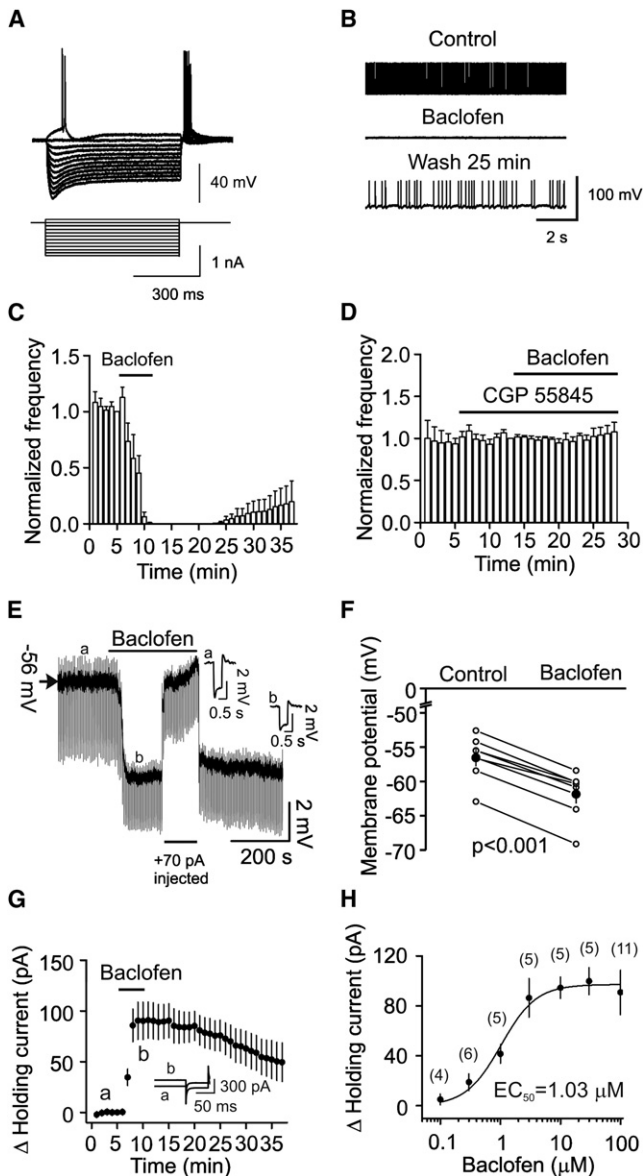 A
40 mV
1 nA
300 ms
B
Control
Baclofen
Wash 25 min
100 mV
2 s
C
Normalized frequency
1.5
1.0
0.5
0.0
Baclofen
0 5 10 15 20 25 30 35
Time (min)
D
Normalized frequency
2.0
1.5
1.0
0.5
0.0
Baclofen
CGP 55845
0 5 10 15 20 25 30
Time (min)
E
-56 mV
a
Baclofen
b
a
2 mV
0.5 s
b
2 mV
0.5 s
2 mV
200 s
+70 pA
injected
F
Control Baclofen
Membrane potential (mV)
0
-50
-55
-60
-65
-70
p<0.001
G
Δ Holding current (pA)
150
100
50
0
Baclofen
a
b
b
a
300 pA
50 ms
0 5 10 15 20 25 30 35
Time (min)
H
Δ Holding current (pA)
120
80
40
0
(4)
(6)
(5)
(5)
(5)
(5)
(11)
EC50=1.03 μM
0.1 1 10 100
Baclofen (μM)